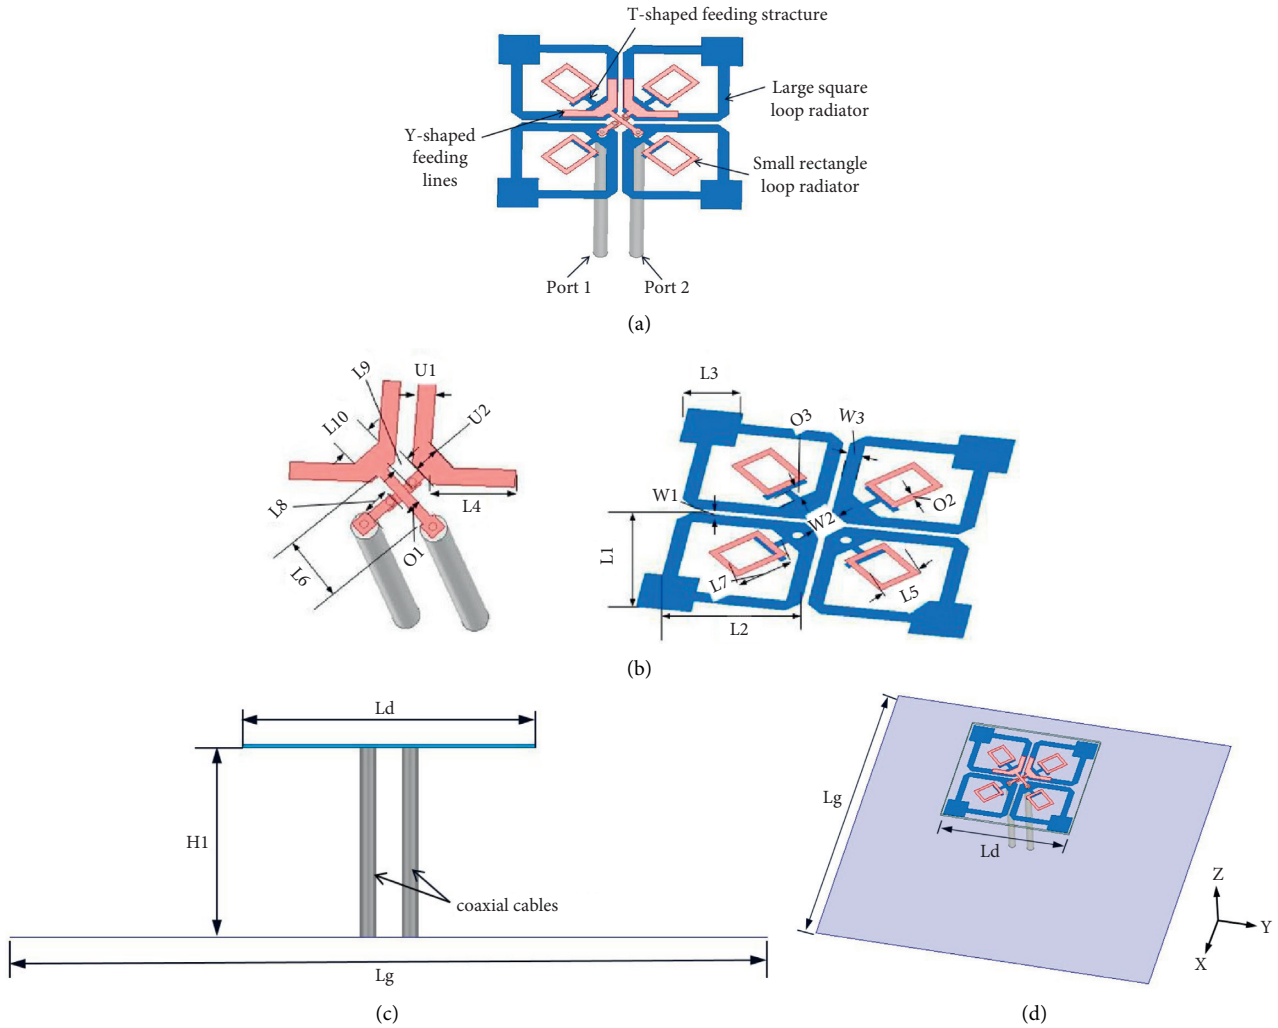 T-shaped feeding stracture
Large square
loop radiator
Y-shaped
feeding
lines
Small rectangle
loop radiator
Port 1
Port 2
(a)
L9
U1
L10
U2
L8
L4
O1
L6
L3
O3
W3
W1
W2
O2
L1
L7
L5
L2
(b)
Ld
H1
coaxial cables
Lg
(c)
Lg
Ld
Z
Y
X
(d)